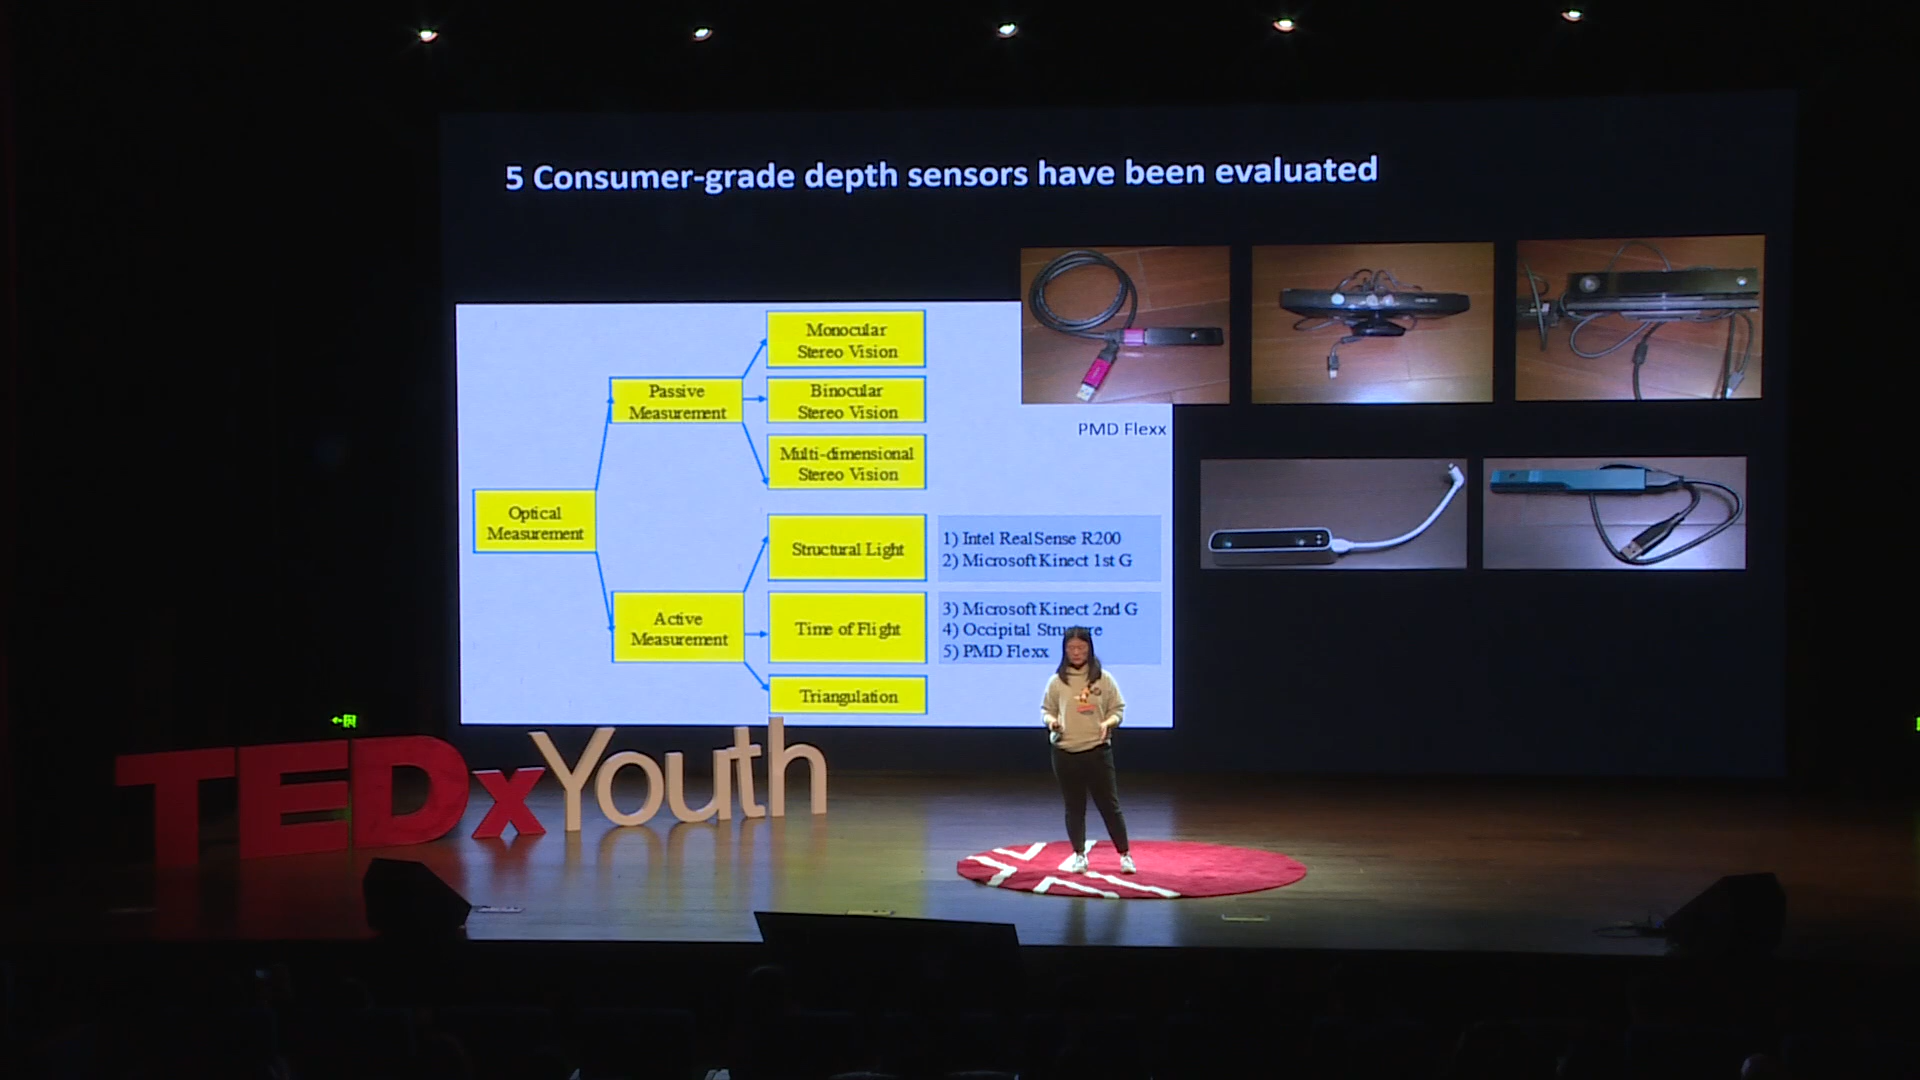 5 Consumer-grade depth sensors have been evaluated
Monocular
Stereo Vision
Passive
Measurement
Binocular
Stereo Vision
Multi-dimensional
Stereo Vision
PMD Flexx
Optical
Measurement
Structural Light
1) Intel RealSense R200
2) Microsoft Kinect 1st G
Active
Measurement
Time of Flight
3) Microsoft Kinect 2nd G
4) Occipital Structure
5) PMD Flexx
Triangulation
TEDxYouth